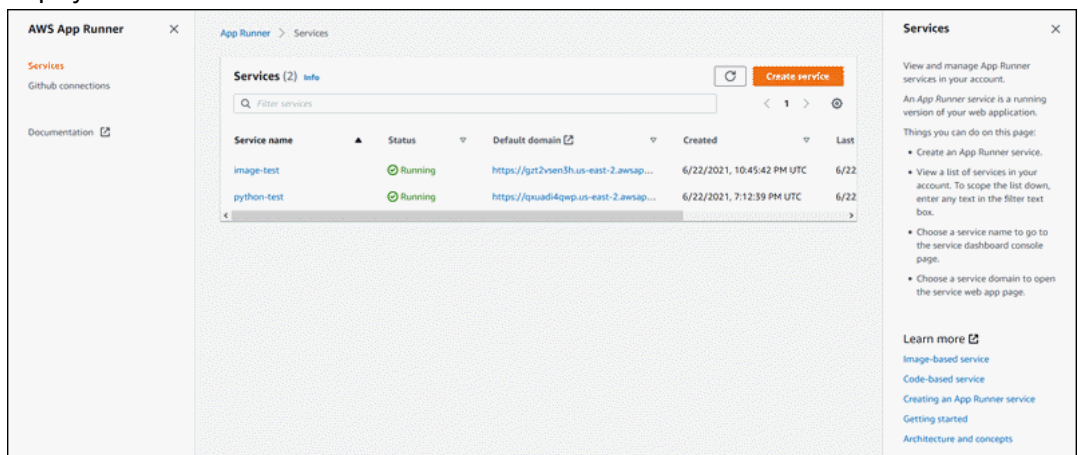 AWS App Runner
Services
Github connections
Documentation
App Runner > Services
Services (2) Info
Create service
Filter services
1
Service name Status Default domain Created Last
image-test Running https://gzt2vsen3h.us-east-2.awsap... 6/22/2021, 10:45:42 PM UTC 6/22
python-test Running https://qxuadi4qwp.us-east-2.awsap... 6/22/2021, 7:12:39 PM UTC 6/22
Services
View and manage App Runner
services in your account.
An App Runner service is a running
version of your web application.
Things you can do on this page:
• Create an App Runner service.
• View a list of services in your
account. To scope the list down,
enter any text in the filter text
box.
• Choose a service name to go to
the service dashboard console
page.
• Choose a service domain to open
the service web app page.
Learn more
Image-based service
Code-based service
Creating an App Runner service
Getting started
Architecture and concepts